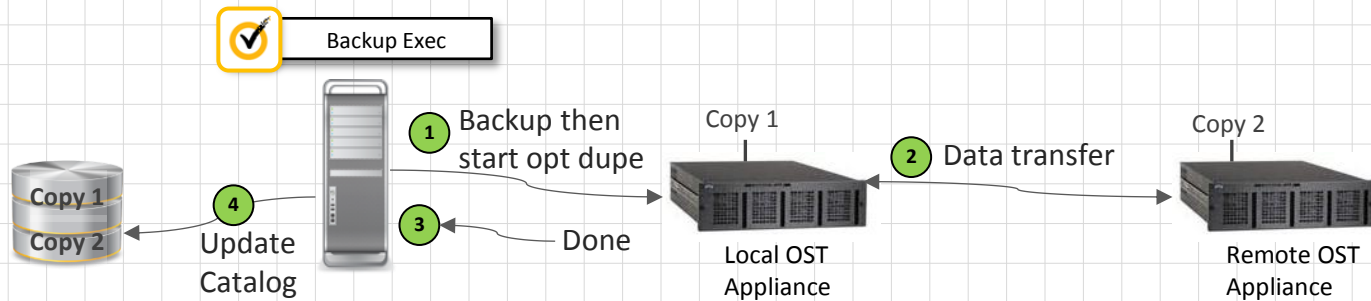 Backup Exec
1
Backup then
start opt dupe
Copy 1
2
Data transfer
Copy 2
Copy 1
Copy 2
4
Update
Catalog
3
Done
Local OST
Appliance
Remote OST
Appliance